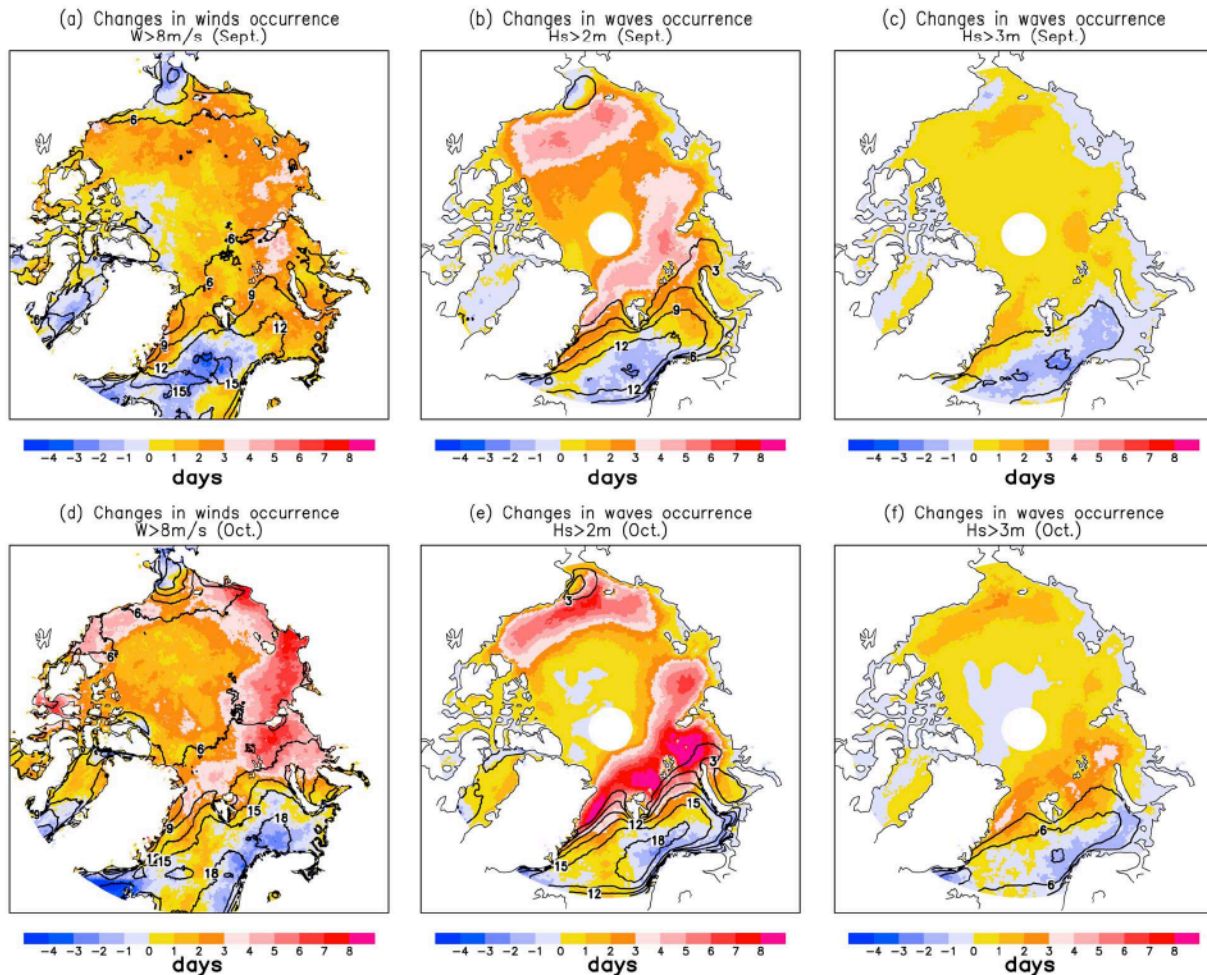 (a) Changes in winds occurrence
W>8m/s (Sept.)
(b) Changes in waves occurrence
Hs>2m (Sept.)
(c) Changes in waves occurrence
Hs>3m (Sept.)
6
6
6
9
9
12
12
15
6
3
9
12
6
12
3
-4 -3 -2 -1 0 1 2 3 4 5 6 7 8
days
-4 -3 -2 -1 0 1 2 3 4 5 6 7 8
days
-4 -3 -2 -1 0 1 2 3 4 5 6 7 8
days
(d) Changes in winds occurrence
W>8m/s (Oct.)
(e) Changes in waves occurrence
Hs>2m (Oct.)
(f) Changes in waves occurrence
Hs>3m (Oct.)
6
6
6
9
15
18
9
15
18
3
3
15
12
18
15
12
6
6
-4 -3 -2 -1 0 1 2 3 4 5 6 7 8
days
-4 -3 -2 -1 0 1 2 3 4 5 6 7 8
days
-4 -3 -2 -1 0 1 2 3 4 5 6 7 8
days